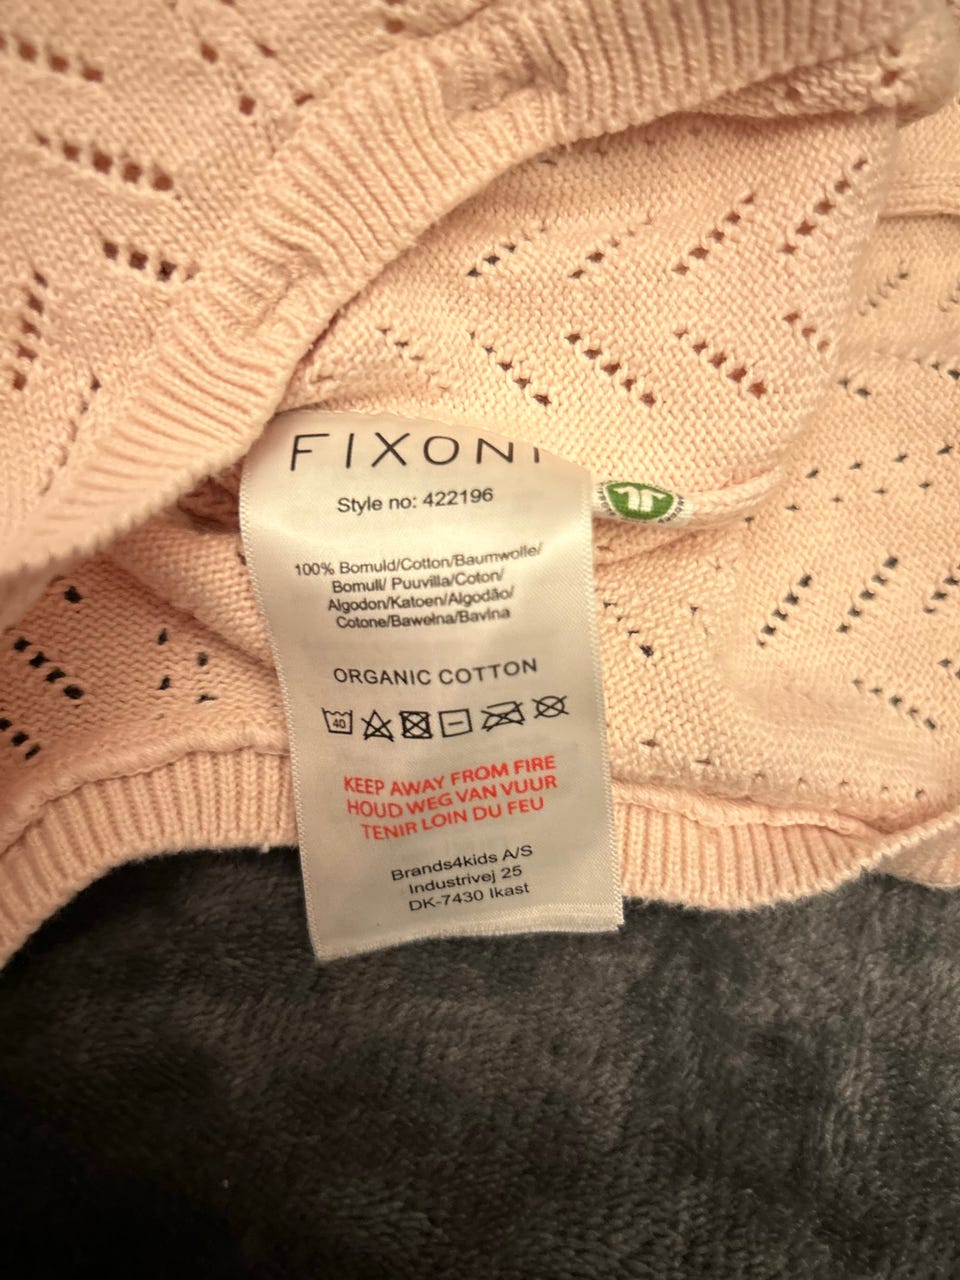 FIXONI
Style no: 422196
100% Bomuld/Cotton/Baumwolle/
Bomull/ Puuvilla/Coton/
Algodon/Katoen/Algodão/
Cotone/Bawełna/Bavlna
ORGANIC COTTON
40
KEEP AWAY FROM FIRE
HOUD WEG VAN VUUR
TENIR LOIN DU FEU
Brands4kids A/S
Industrivej 25
DK-7430 Ikast